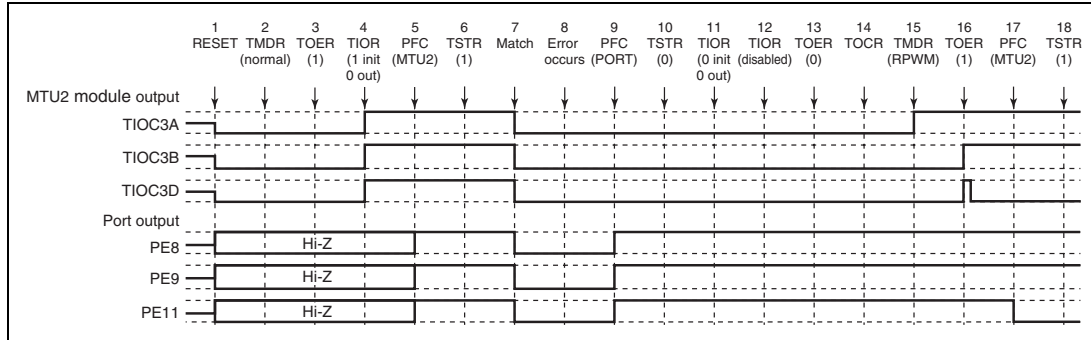 1 2 3 4 5 6 7 8 9 10 11 12 13 14 15 16 17 18
RESET TMDR TOER TIOR PFC TSTR Match Error PFC TSTR TIOR TIOR TOER TOCR TMDR TOER PFC TSTR
(normal) (1) (1 init (MTU2) (1) occurs (PORT) (0) (0 init (disabled) (0) (RPWM) (1) (MTU2) (1)
0 out) 0 out)
MTU2 module output
TIOC3A
TIOC3B
TIOC3D
Port output
PE8 Hi-Z
PE9 Hi-Z
PE11 Hi-Z